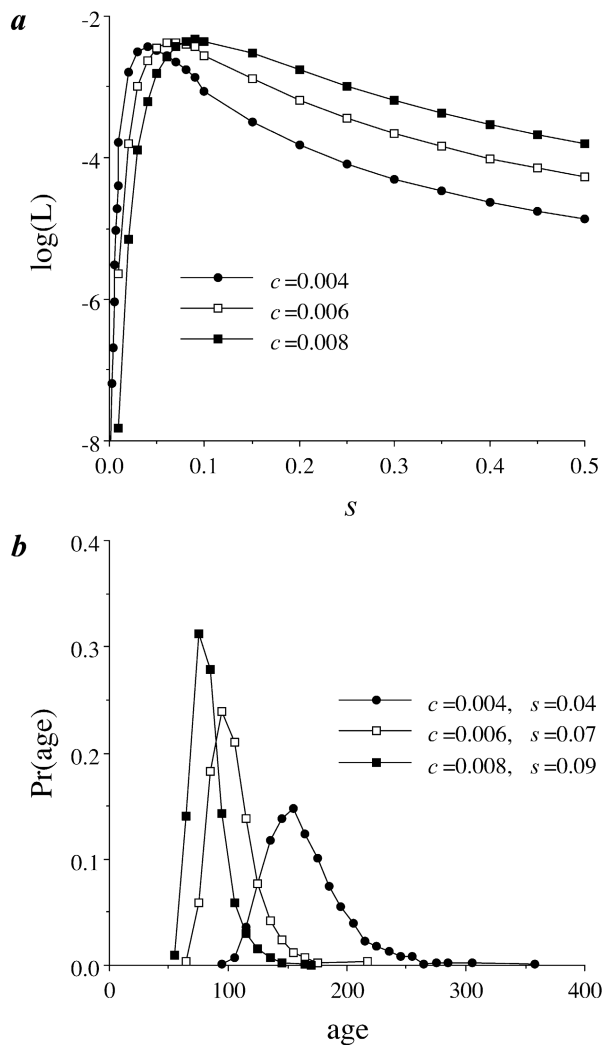 a
-2
-4
-6
-8
log(L)
c=0.004
c=0.006
c=0.008
0.0 0.1 0.2 0.3 0.4 0.5
s
b
0.4
0.3
0.2
0.1
0.0
Pr(age)
c=0.004, s=0.04
c=0.006, s=0.07
c=0.008, s=0.09
0 100 200 300 400
age